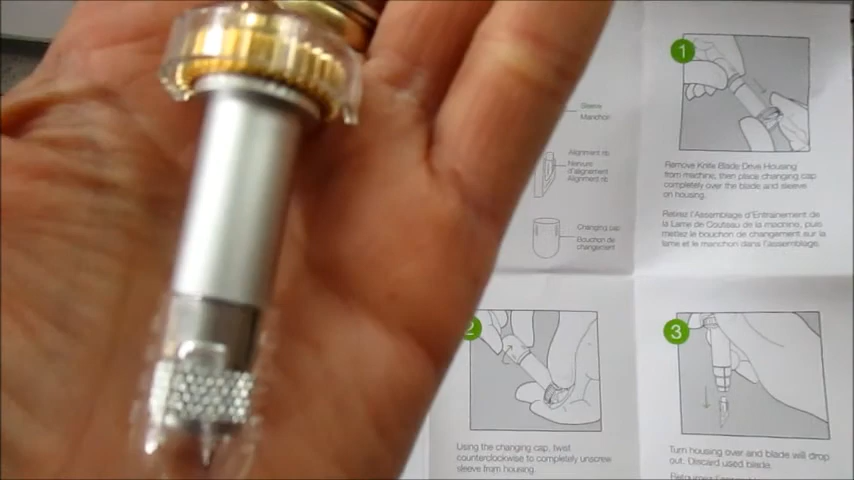 Sleeve
Manchon
Alignment rib
Nervure
d'alignement
Alignment rib
Changing cap
Bouchon de
changement
1
Remove Knife Blade Drive Housing
from machine, then place changing cap
completely over the blade and sleeve
on housing.
Retirez l'Assemblage d'Entrainement de
la Lame de Couteau de la machine, puis
mettez le bouchon de changement sur la
lame et le manchon dans l'assemblage.
2
Using the changing cap, twist
counterclockwise to completely unscrew
sleeve from housing.
3
Turn housing over and blade will drop
out. Discard used blade.